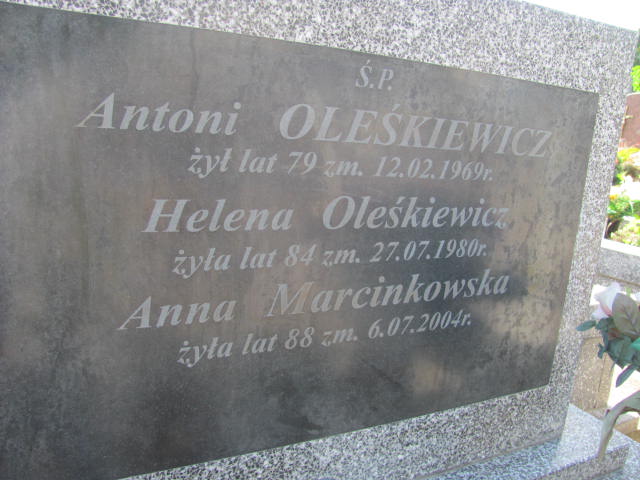 Ś.P.
Antoni OLEŚKIEWICZ
żył lat 79 zm. 12.02.1969r.
Helena Oleśkiewicz
żyła lat 84 zm. 27.07.1980r.
Anna Marcinkowska
żyła lat 88 zm. 6.07.2004r.